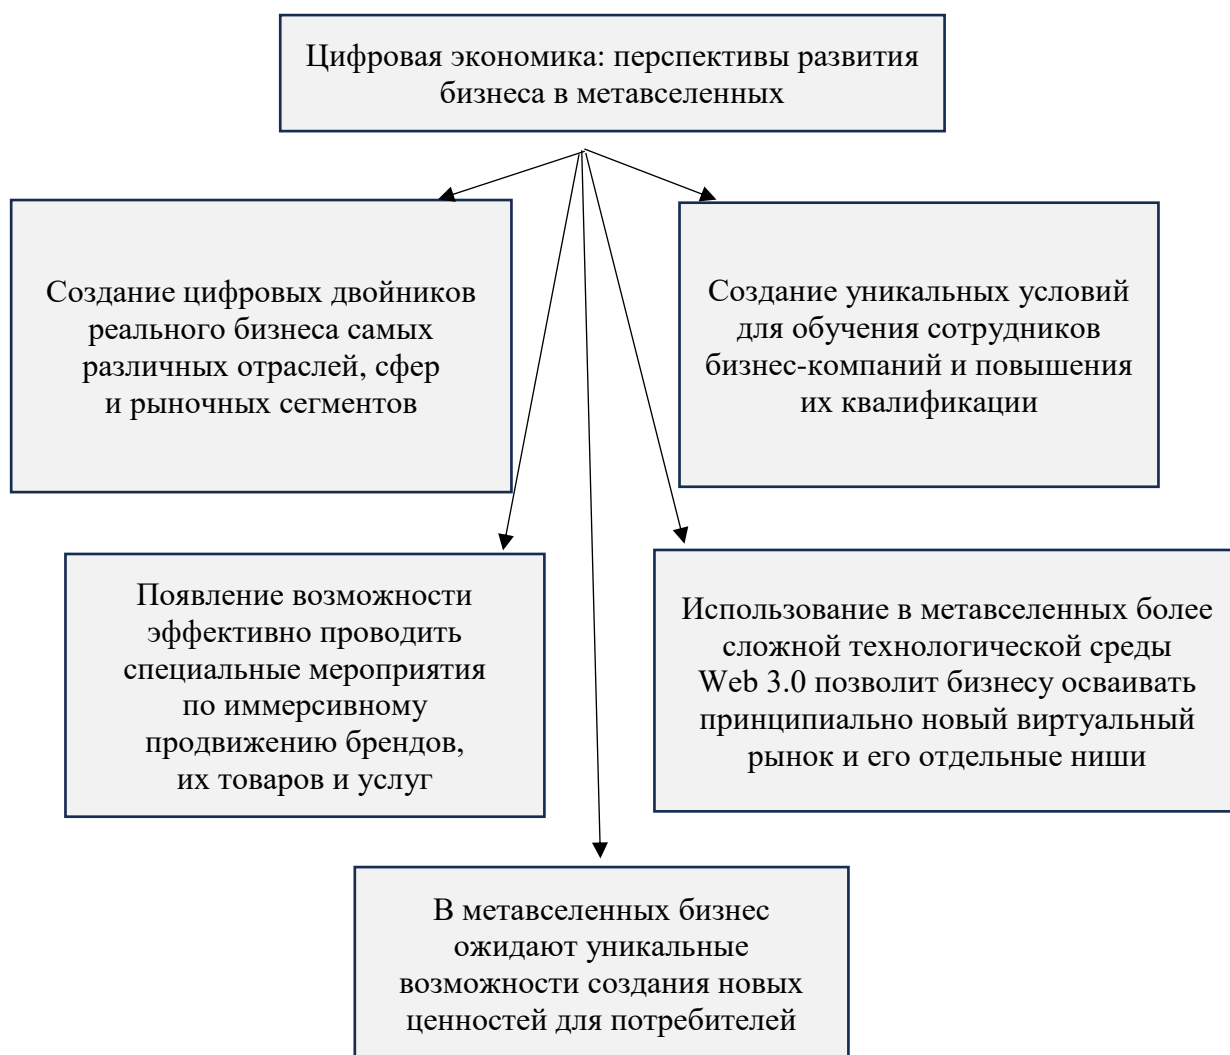 Цифровая экономика: перспективы развития
бизнеса в метавселенных
Создание цифровых двойников
реального бизнеса самых
различных отраслей, сфер
и рыночных сегментов
Создание уникальных условий
для обучения сотрудников
бизнес-компаний и повышения
их квалификации
Появление возможности
эффективно проводить
специальные мероприятия
по иммерсивному
продвижению брендов,
их товаров и услуг
Использование в метавселенных более
сложной технологической среды
Web 3.0 позволит бизнесу осваивать
принципиально новый виртуальный
рынок и его отдельные ниши
В метавселенных бизнес
ожидают уникальные
возможности создания новых
ценностей для потребителей